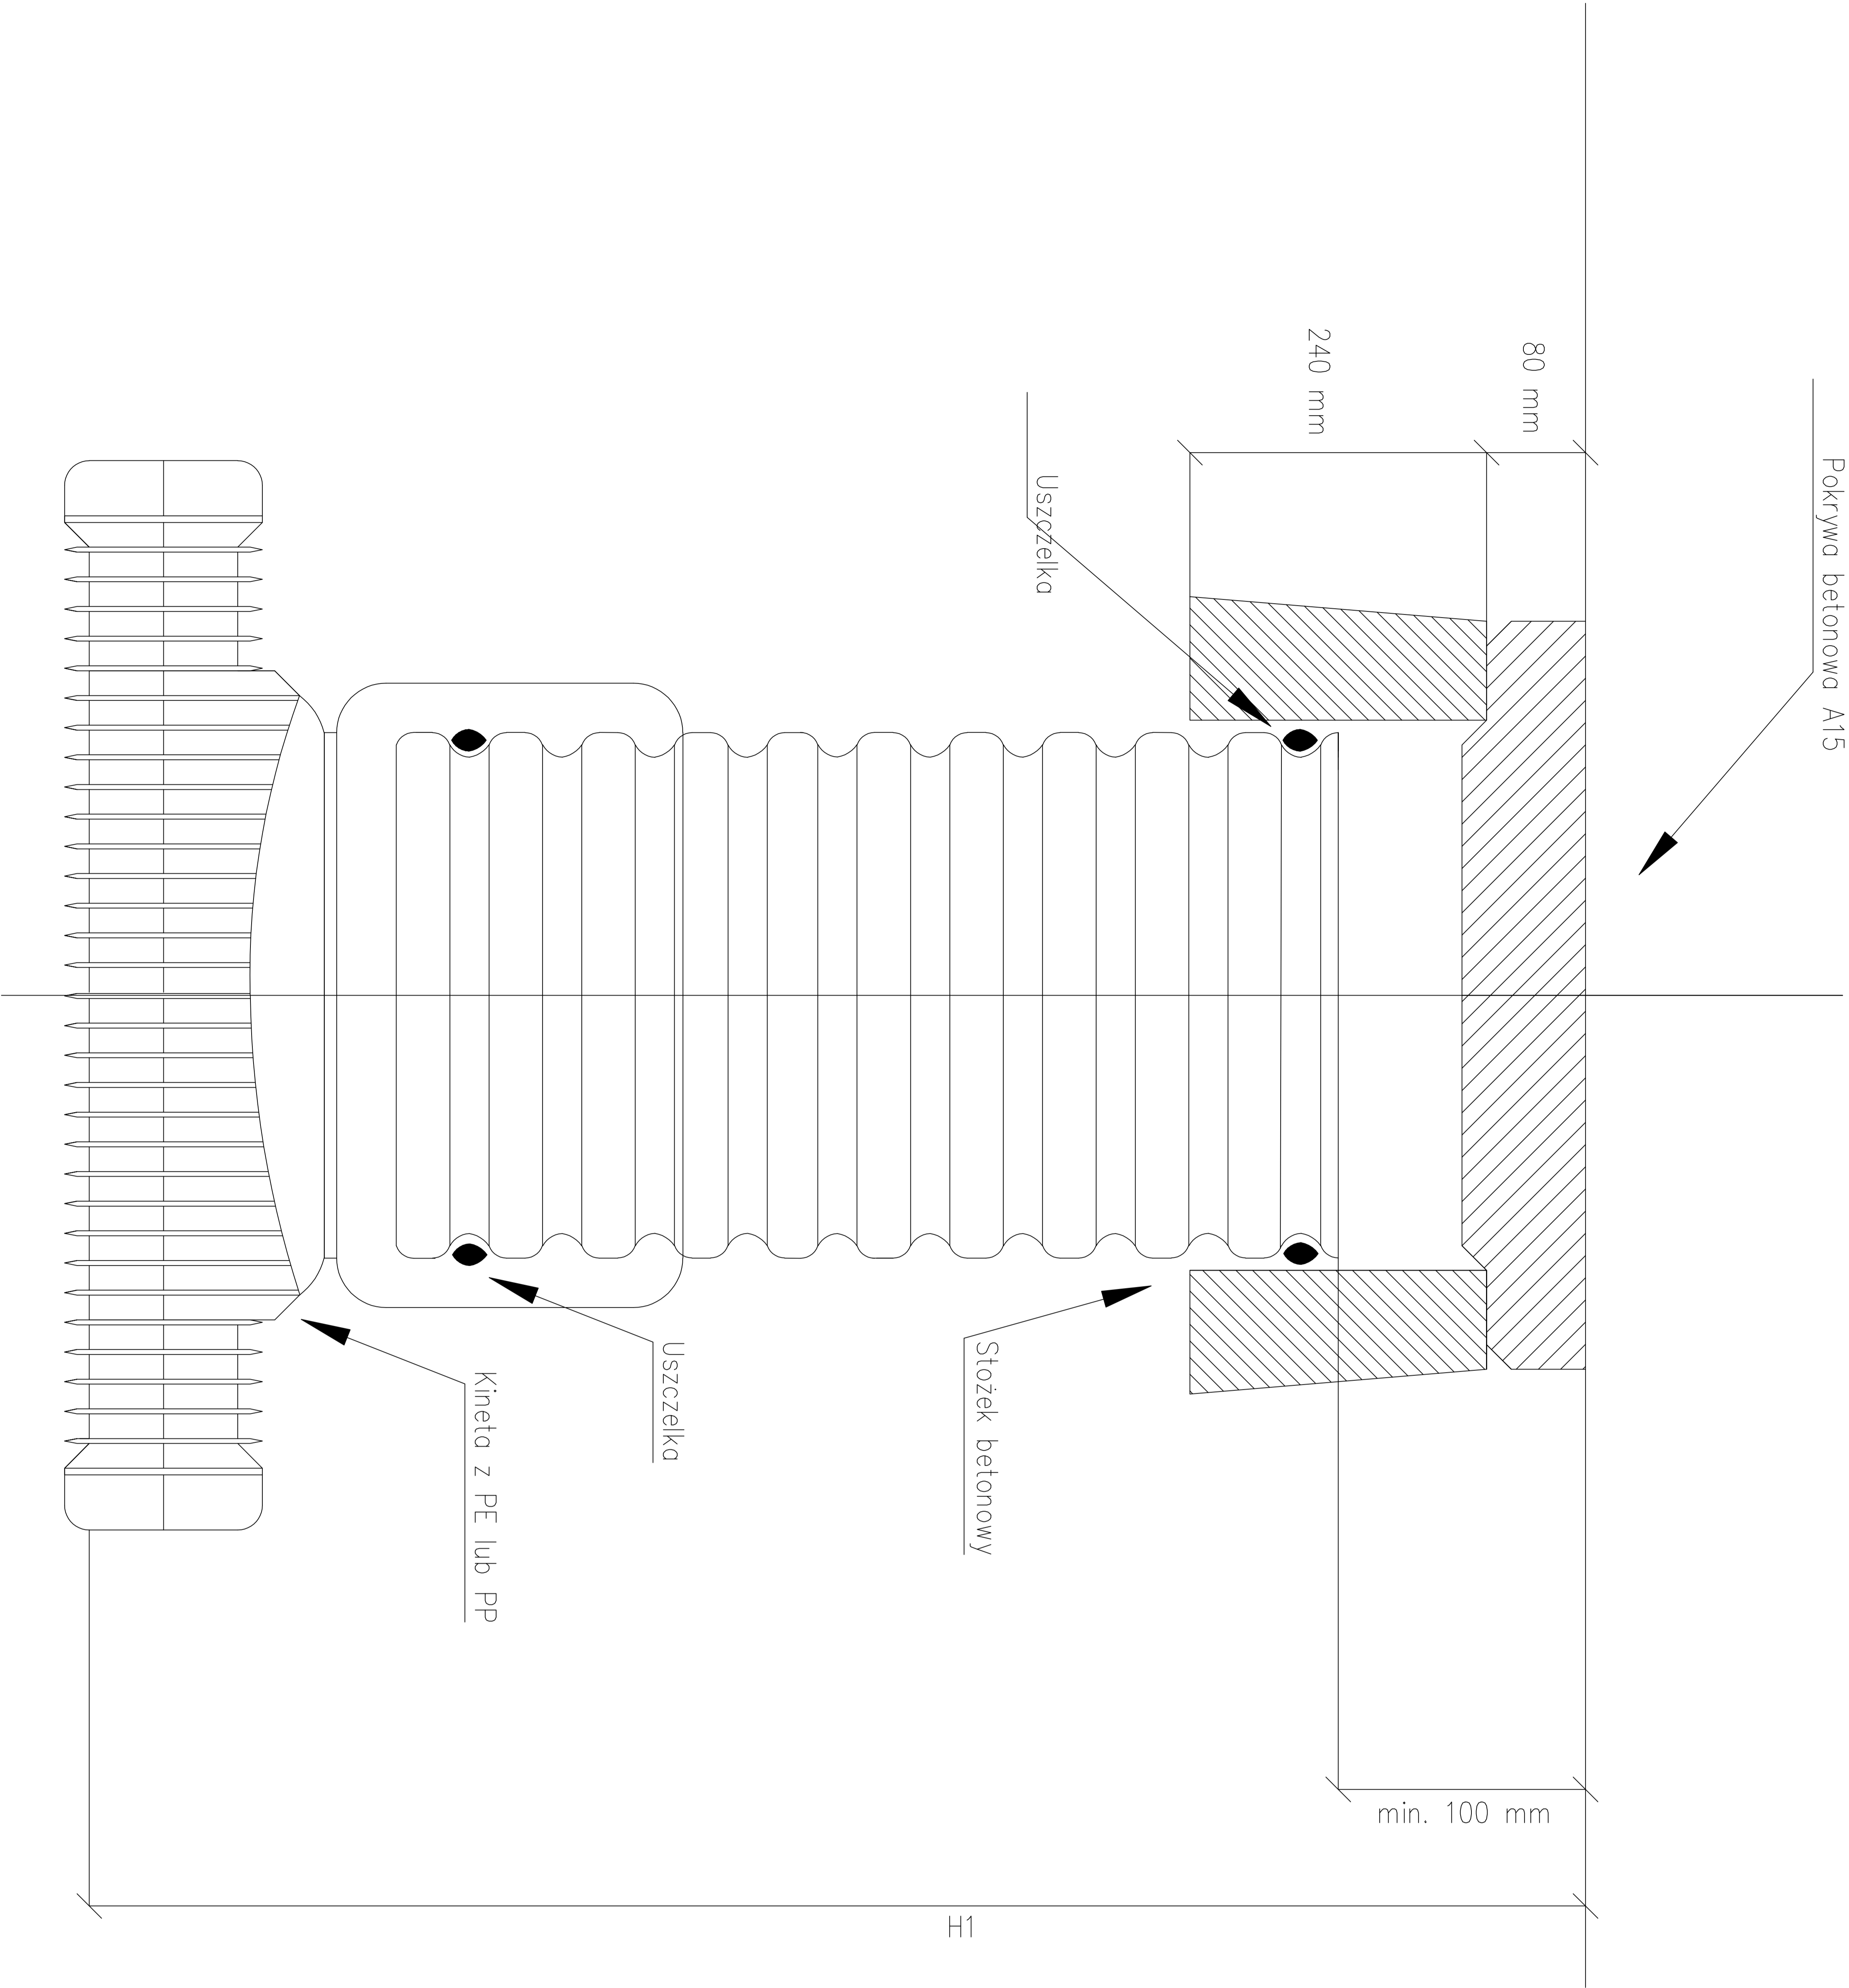 Pokrywa betonowa A15
80 mm
240 mm
Uszczelka
Stożek betonowy
Uszczelka
Kineta z PE lub PP
min. 100 mm
H1